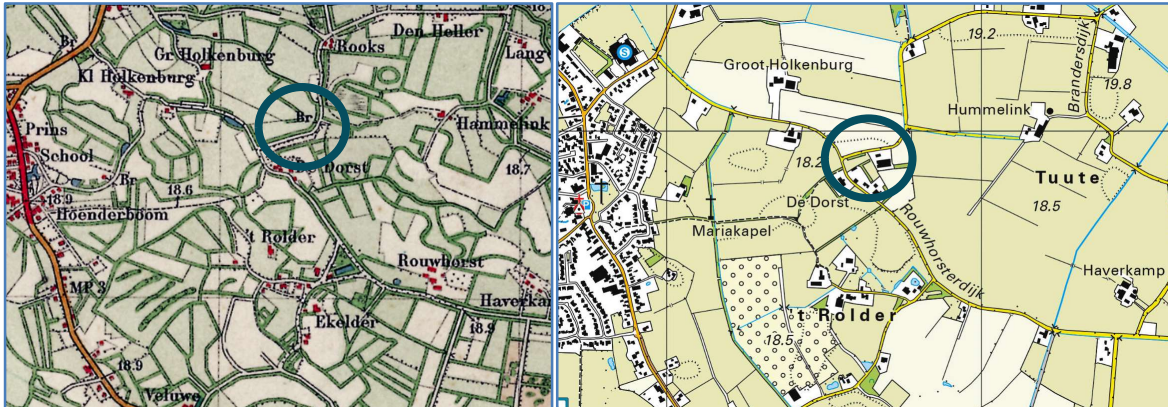 Br
Gr Holkenburg
Rooks
Den Heller
Lang
Kl Holkenburg
Br
Hammelink
Prins
School
Dorst
18.7
Br
18.6
18.9
Hoenderboom
't Rolder
Rouwhorst
MP 3
Haverkam
Ekelder
18.9
18.9
Veluwe
S
19.2
Brandersdijk
Groot Holkenburg
19.8
Hummelink
18.2
Tuute
De Dorst
18.5
Mariakapel
Rouwhorsterdijk
Haverkamp
't Rolder
18.5